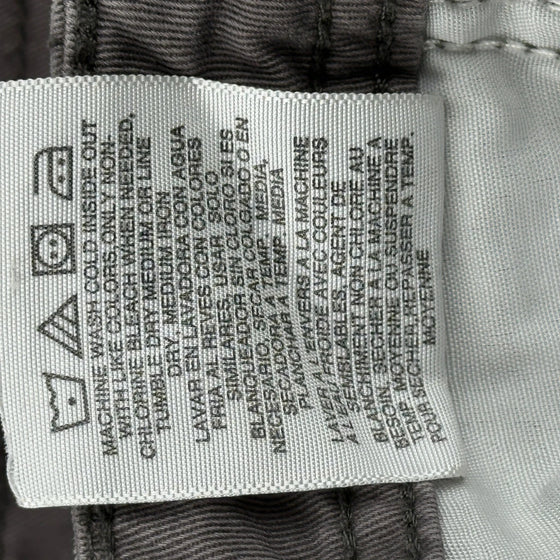 MACHINE WASH COLD INSIDE OUT
WITH LIKE COLORS.ONLY NON-
CHLORINE BLEACH WHEN NEEDED,
TUMBLE DRY MEDIUM OR LINE
DRY, MEDIUM IRON
LAVAR EN LAVADORA CON AGUA
FRIA AL REVES CON COLORES
SIMILARES, USAR SOLO
BLANQUEADOR SIN CLORO SI ES
NECESARIO, SECAR COLGADO O EN
SECADORA A TEMP MEDIA,
PLANCHAR A TEMP MEDIA
LAVER A L'ENVERS A LA MACHINE
A L'EAU FROIDE AVEC COULEURS
SEMBLABLES, AGENT DE
BLANCHIMENT NON CHLORE AU
BESOIN, SECHER A LA MACHINE A
TEMP MOYENNE OU SUSPENDRE
POUR SECHER,REPASSER A TEMP.
MOYENNE